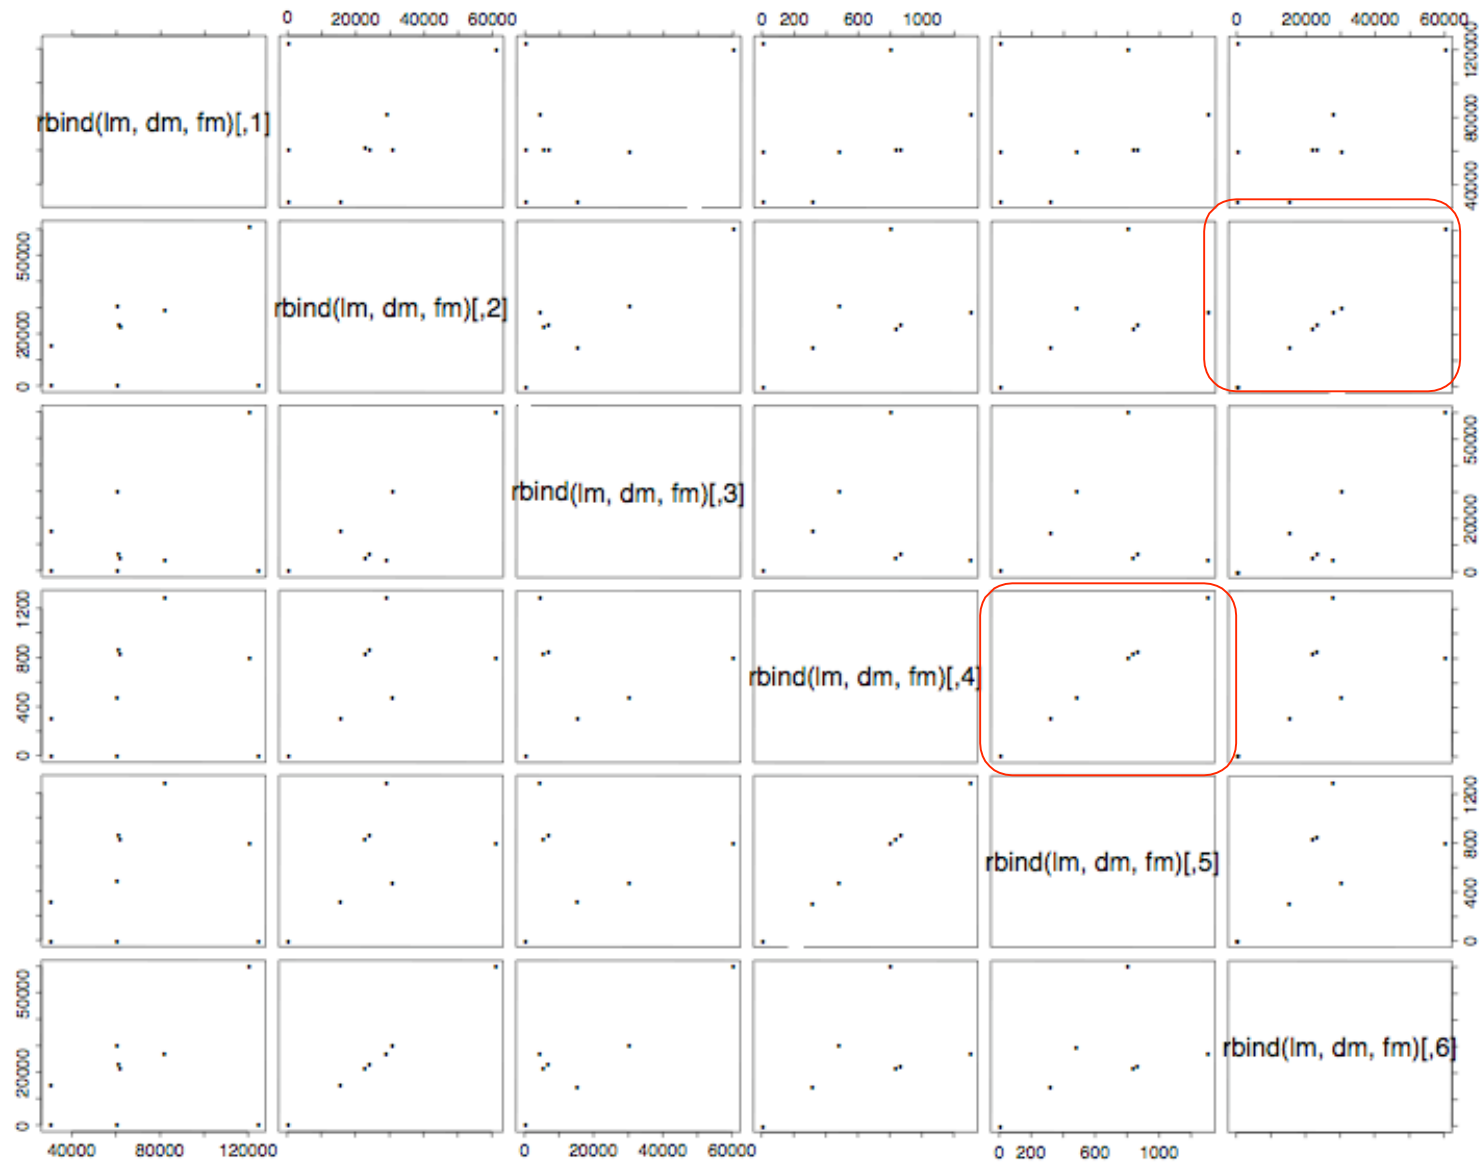 0 20000 40000 60000 0 200 600 1000 0 20000 40000 60000
rbind(lm, dm, fm)[,1]
40000 80000 120000
0 20000 50000
rbind(lm, dm, fm)[,2]
rbind(lm, dm, fm)[,3]
0 20000 50000
0 400 800 1200
rbind(lm, dm, fm)[,4]
rbind(lm, dm, fm)[,5]
0 400 800 1200
0 20000 50000
rbind(lm, dm, fm)[,6]
40000 80000 120000 0 20000 40000 60000 0 200 600 1000